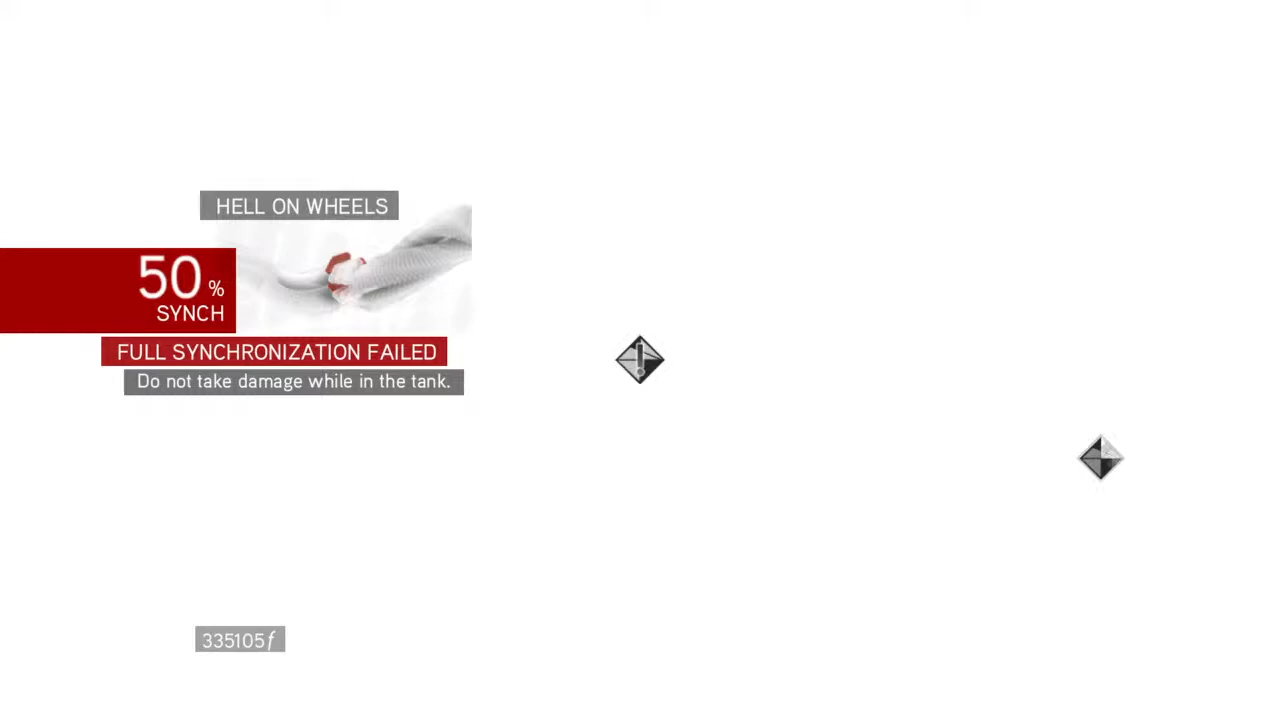 HELL ON WHEELS
50 %
SYNCH
FULL SYNCHRONIZATION FAILED
Do not take damage while in the tank.
335105ƒ